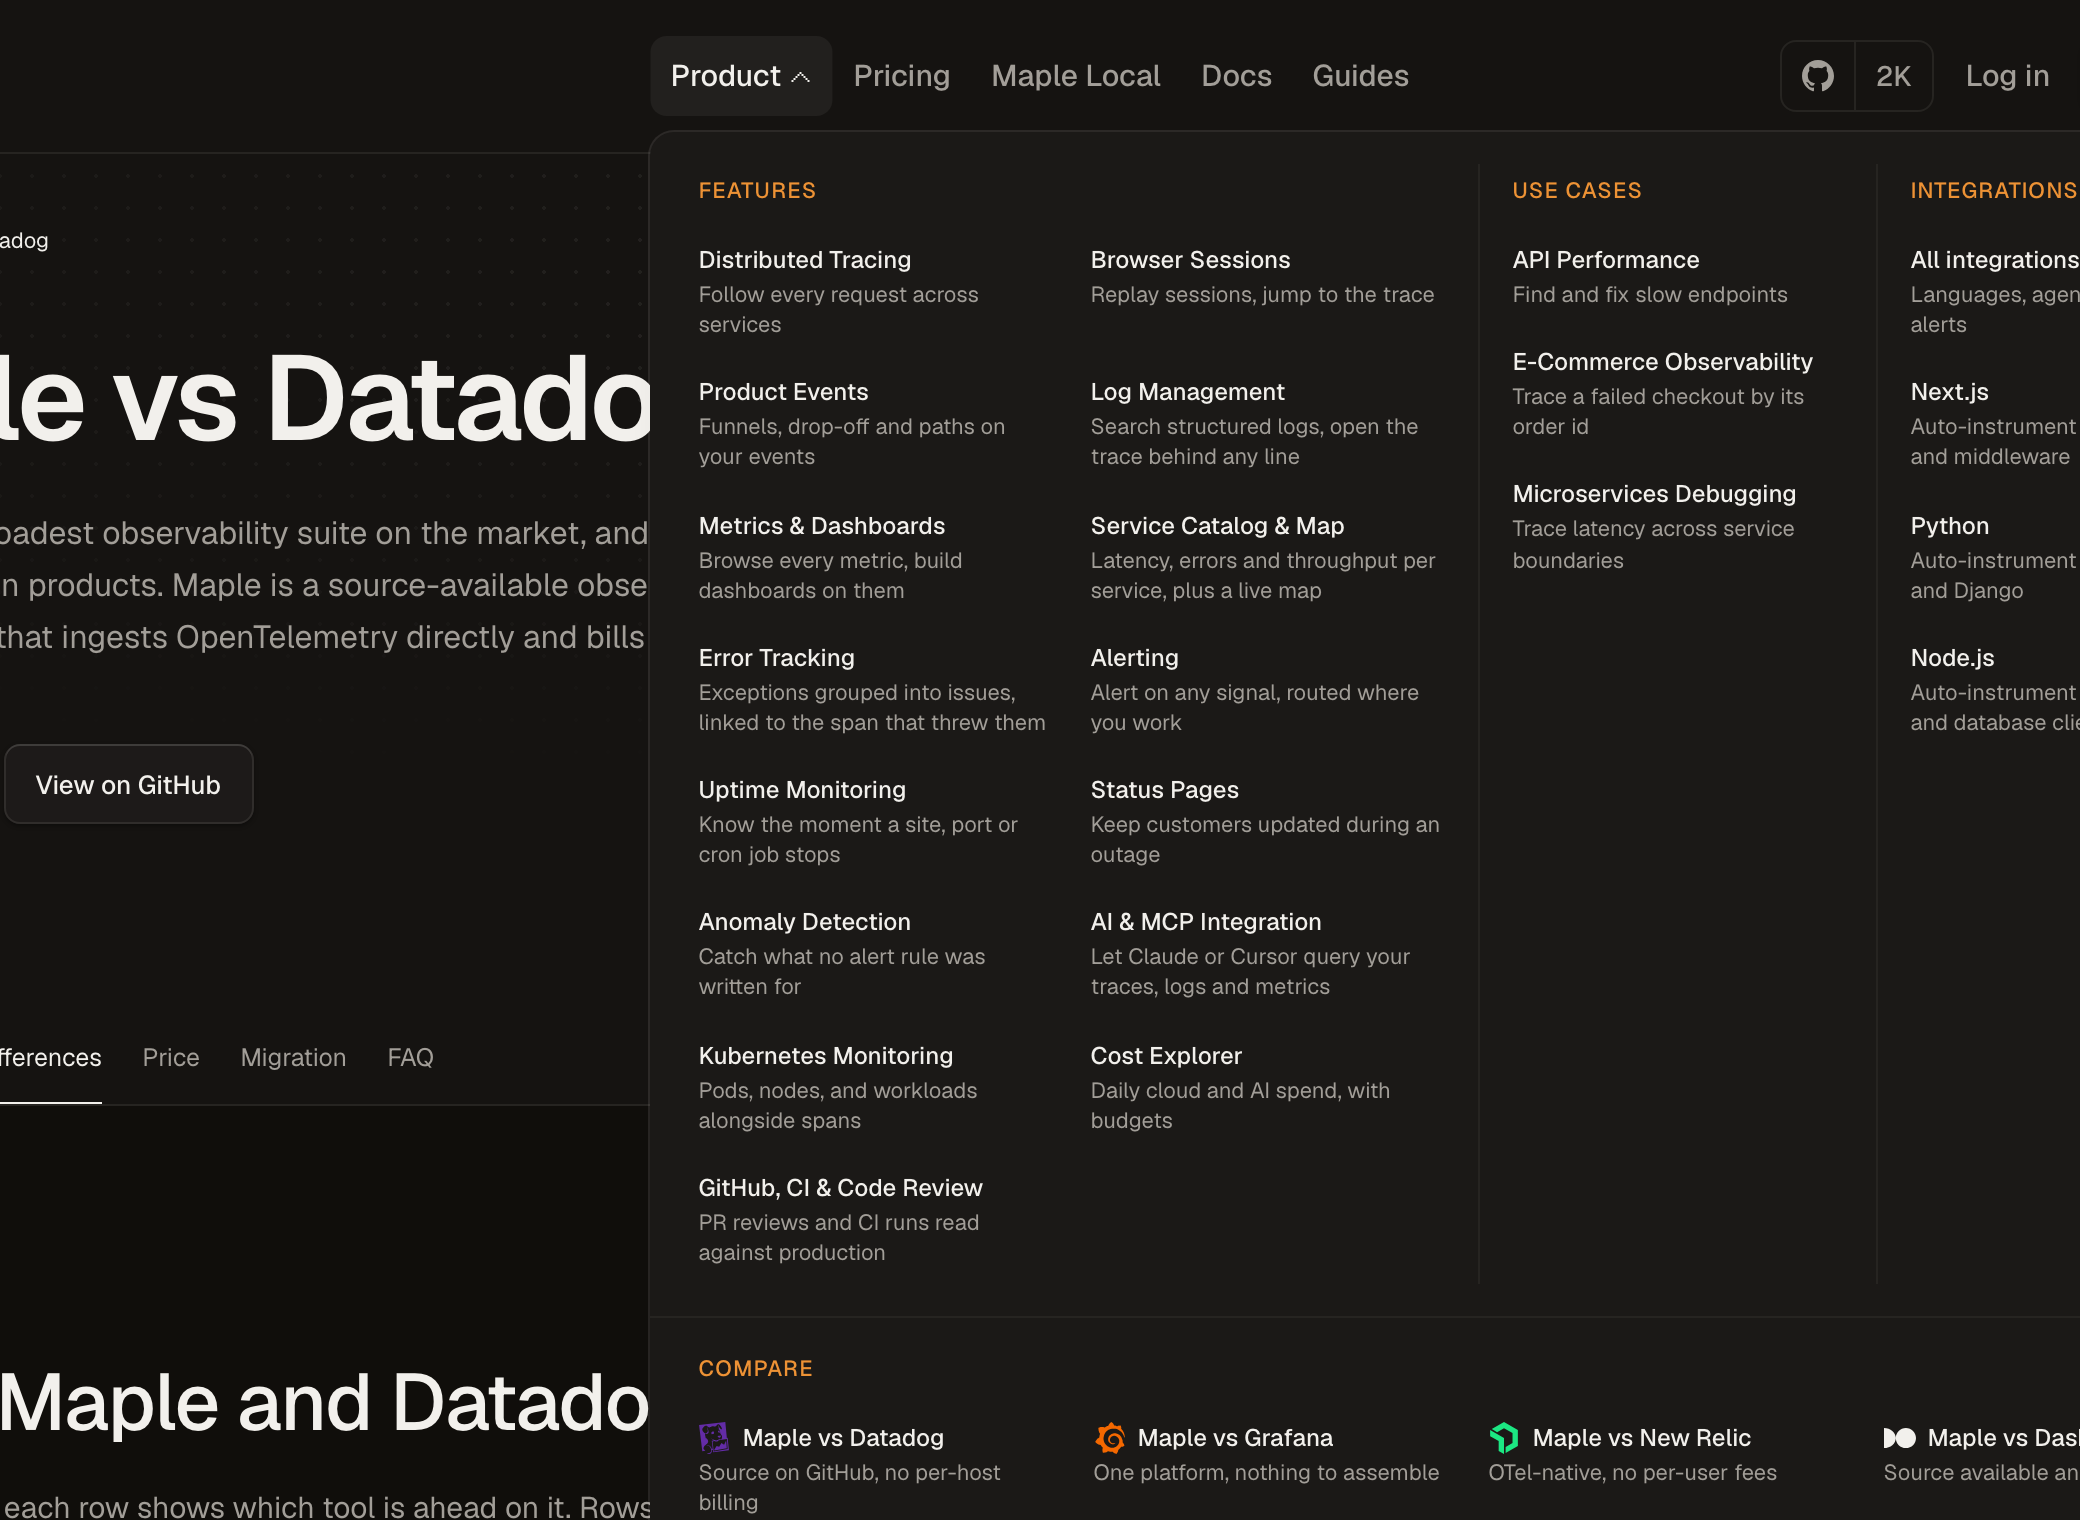 Product
Pricing
Maple Local
Docs
Guides
2K
Log in
adog
le vs Datado
oadest observability suite on the market, and
n products. Maple is a source-available obse
that ingests OpenTelemetry directly and bills
View on GitHub
fferences
Price
Migration
FAQ
Maple and Datado
each row shows which tool is ahead on it. Rows
FEATURES
Distributed Tracing
Follow every request across
services
Browser Sessions
Replay sessions, jump to the trace
Product Events
Funnels, drop-off and paths on
your events
Log Management
Search structured logs, open the
trace behind any line
Metrics & Dashboards
Browse every metric, build
dashboards on them
Service Catalog & Map
Latency, errors and throughput per
service, plus a live map
Error Tracking
Exceptions grouped into issues,
linked to the span that threw them
Alerting
Alert on any signal, routed where
you work
Uptime Monitoring
Know the moment a site, port or
cron job stops
Status Pages
Keep customers updated during an
outage
Anomaly Detection
Catch what no alert rule was
written for
AI & MCP Integration
Let Claude or Cursor query your
traces, logs and metrics
Kubernetes Monitoring
Pods, nodes, and workloads
alongside spans
Cost Explorer
Daily cloud and AI spend, with
budgets
GitHub, CI & Code Review
PR reviews and CI runs read
against production
USE CASES
API Performance
Find and fix slow endpoints
E-Commerce Observability
Trace a failed checkout by its
order id
Microservices Debugging
Trace latency across service
boundaries
INTEGRATIONS
All integrations
Languages, agen
alerts
Next.js
Auto-instrument
and middleware
Python
Auto-instrument
and Django
Node.js
Auto-instrument
and database clie
COMPARE
Maple vs Datadog
Source on GitHub, no per-host
billing
Maple vs Grafana
One platform, nothing to assemble
Maple vs New Relic
OTel-native, no per-user fees
Maple vs Das
Source available an